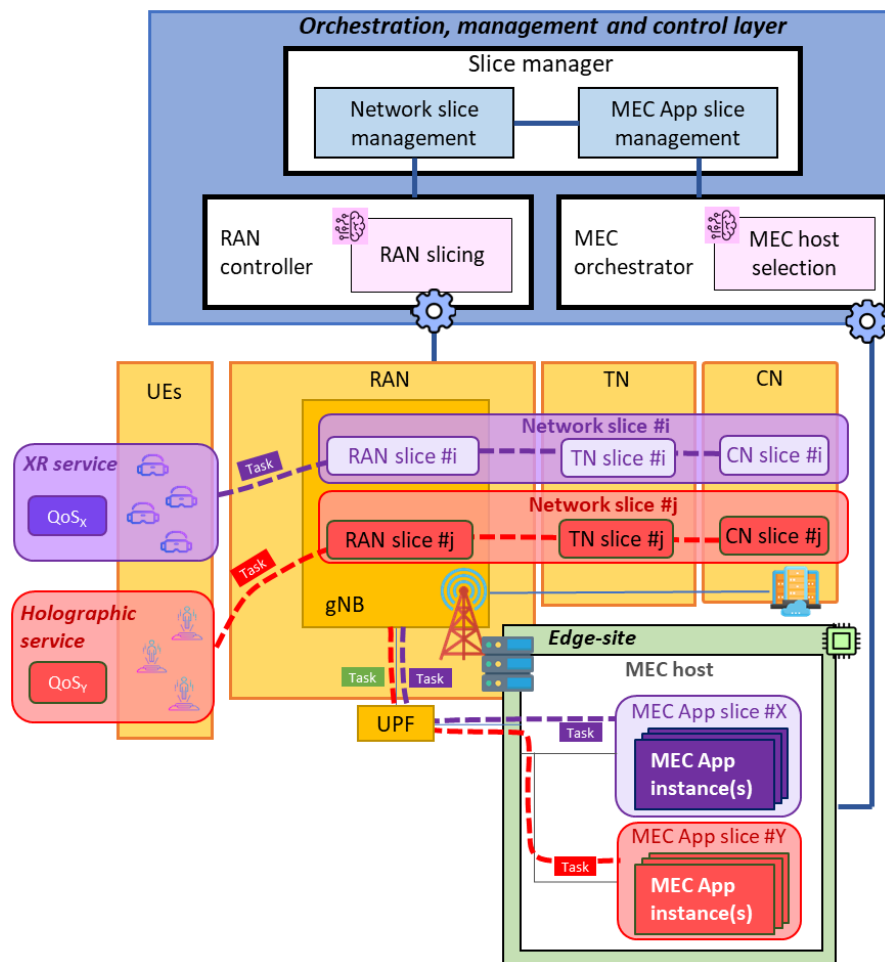 Orchestration, management and control layer
Slice manager
Network slice
management
MEC App slice
management
RAN
controller
RAN slicing
MEC
orchestrator
MEC host
selection
UEs
RAN
TN
CN
XR service
QoSX
Task
Network slice #i
RAN slice #i
TN slice #i
CN slice #i
Network slice #j
RAN slice #j
TN slice #j
CN slice #j
Task
Holographic
service
QoSY
gNB
Task
Task
UPF
Edge-site
MEC host
MEC App slice #X
Task
MEC App
instance(s)
MEC App slice #Y
Task
MEC App
instance(s)